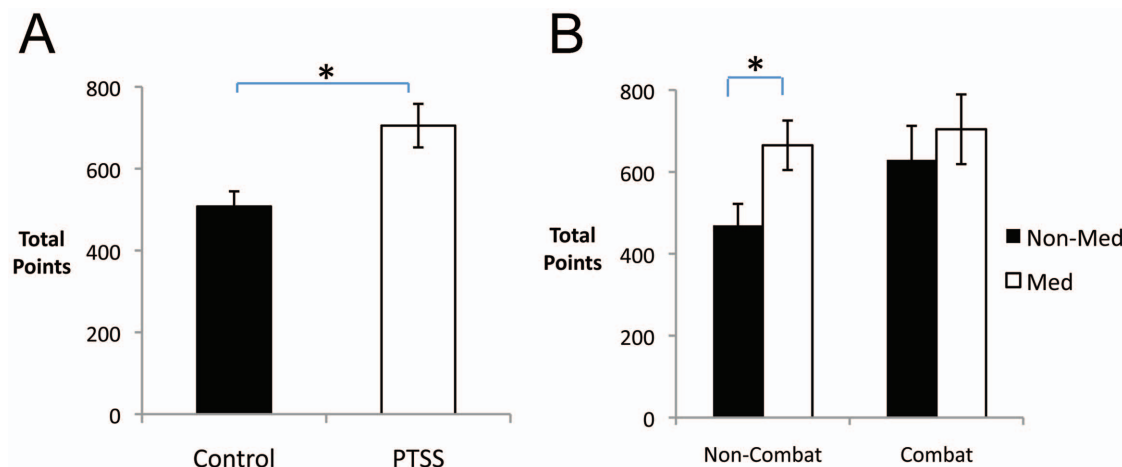 A
*
800
600
400
200
0
Total
Points
Control
PTSS
B
*
800
600
400
200
0
Total
Points
Non-Combat
Combat
Non-Med
Med